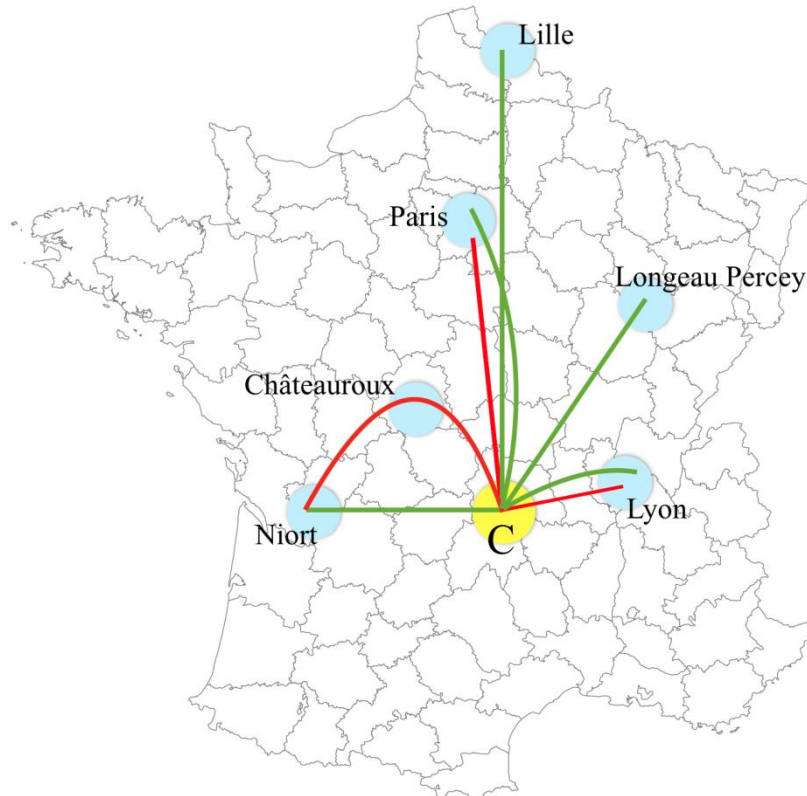 Lille
Paris
Longeau Percey
Châteauroux
Lyon
Niort
C